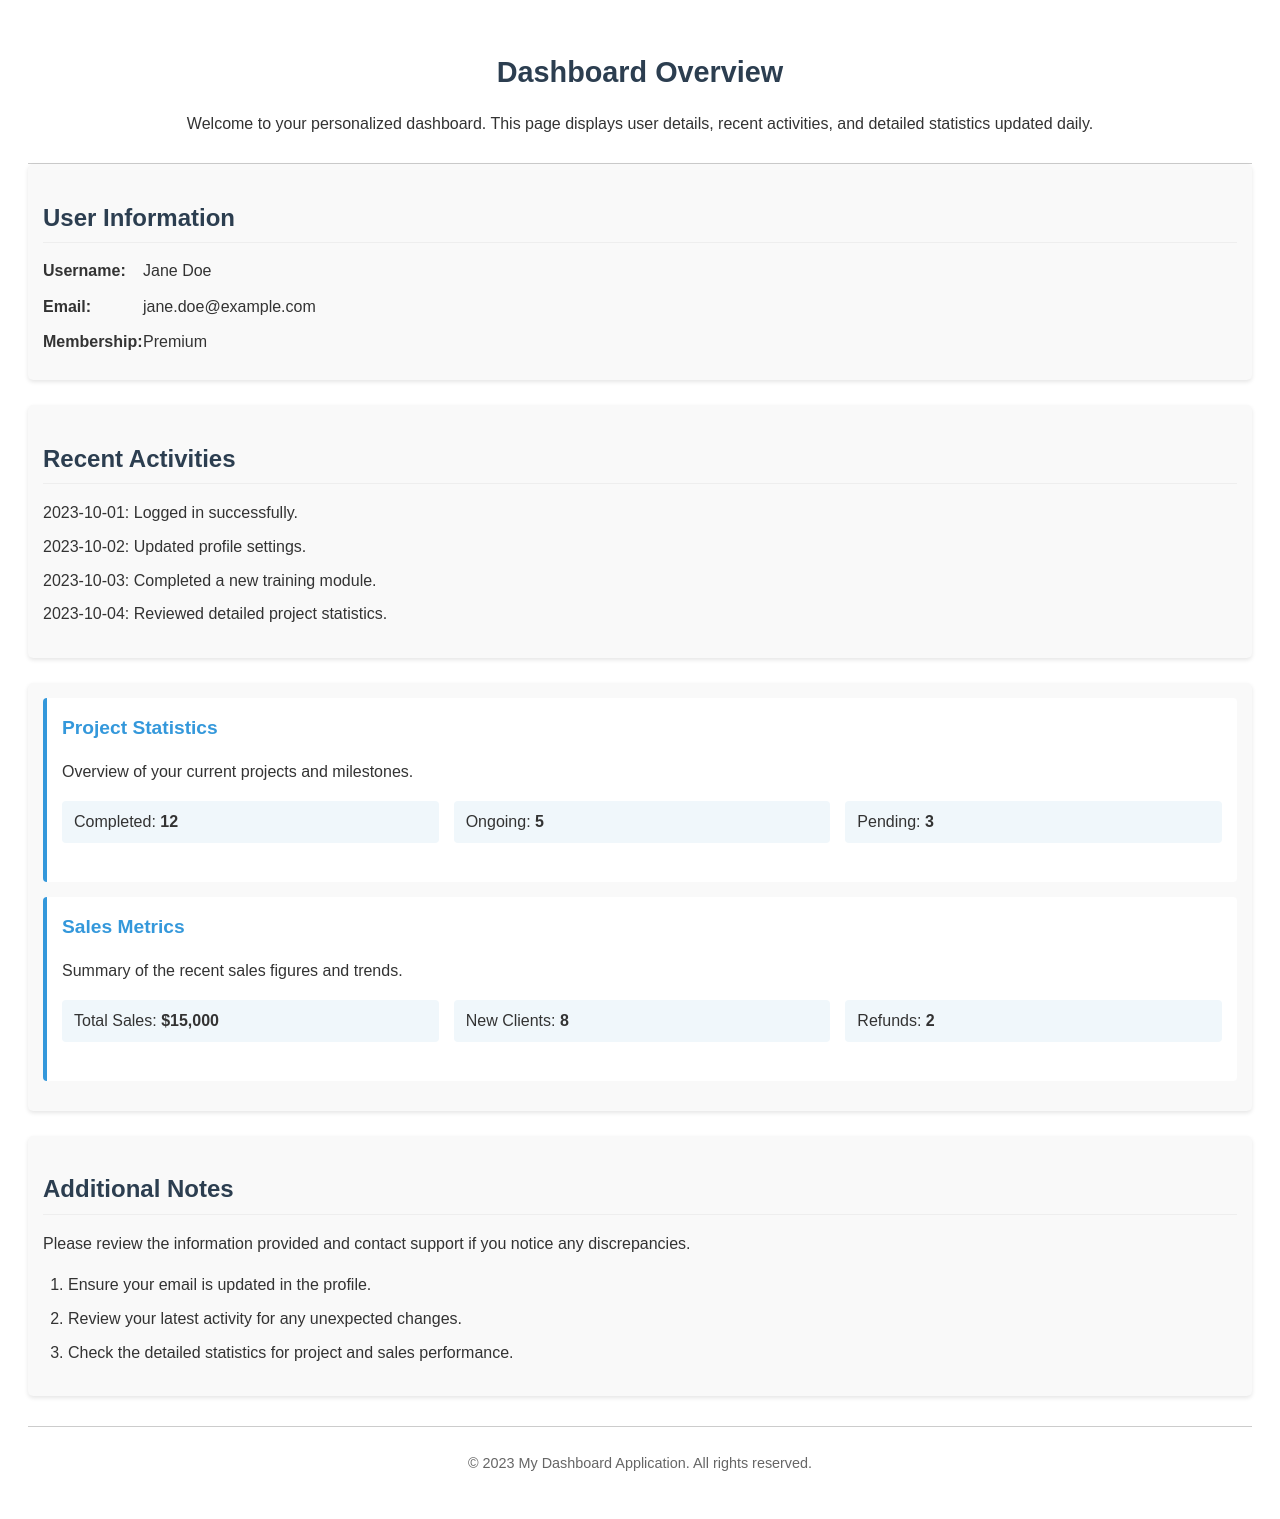 Dashboard Overview
Welcome to your personalized dashboard. This page displays user details, recent activities, and detailed statistics updated daily.
User Information
Username: Jane Doe
Email: jane.doe@example.com
Membership: Premium
Recent Activities
2023-10-01: Logged in successfully.
2023-10-02: Updated profile settings.
2023-10-03: Completed a new training module.
2023-10-04: Reviewed detailed project statistics.
Project Statistics
Overview of your current projects and milestones.
Completed: 12 Ongoing: 5 Pending: 3
Sales Metrics
Summary of the recent sales figures and trends.
Total Sales: $15,000 New Clients: 8 Refunds: 2
Additional Notes
Please review the information provided and contact support if you notice any discrepancies.
1. Ensure your email is updated in the profile.
2. Review your latest activity for any unexpected changes.
3. Check the detailed statistics for project and sales performance.
© 2023 My Dashboard Application. All rights reserved.